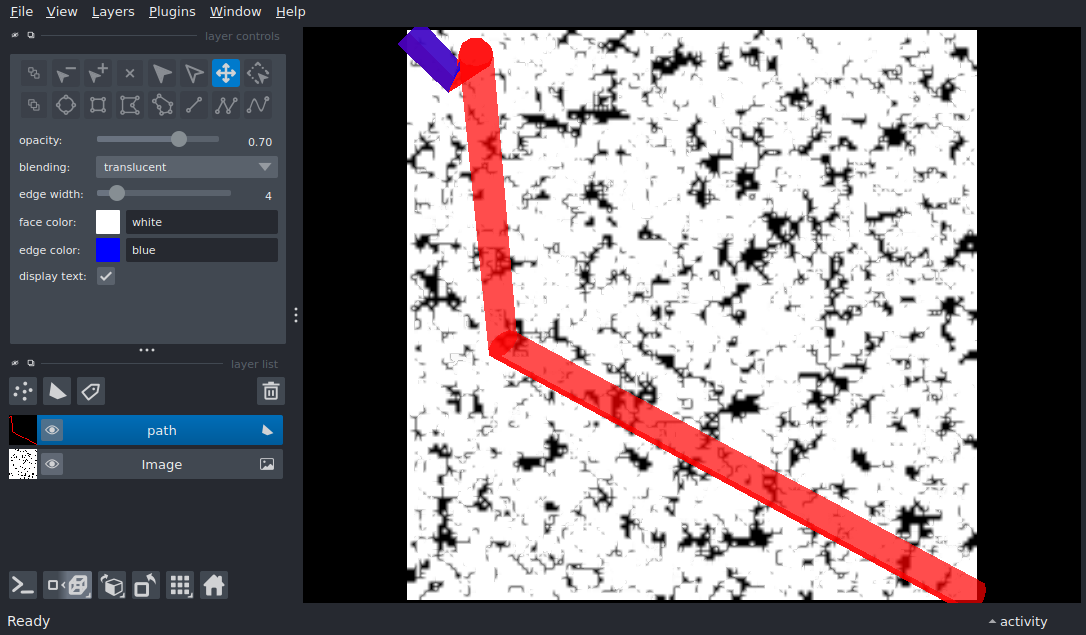 File View Layers Plugins Window Help
layer controls
opacity: 0.70
blending: translucent
edge width: 4
face color: white
edge color: blue
display text:
layer list
path
Image
Ready
activity